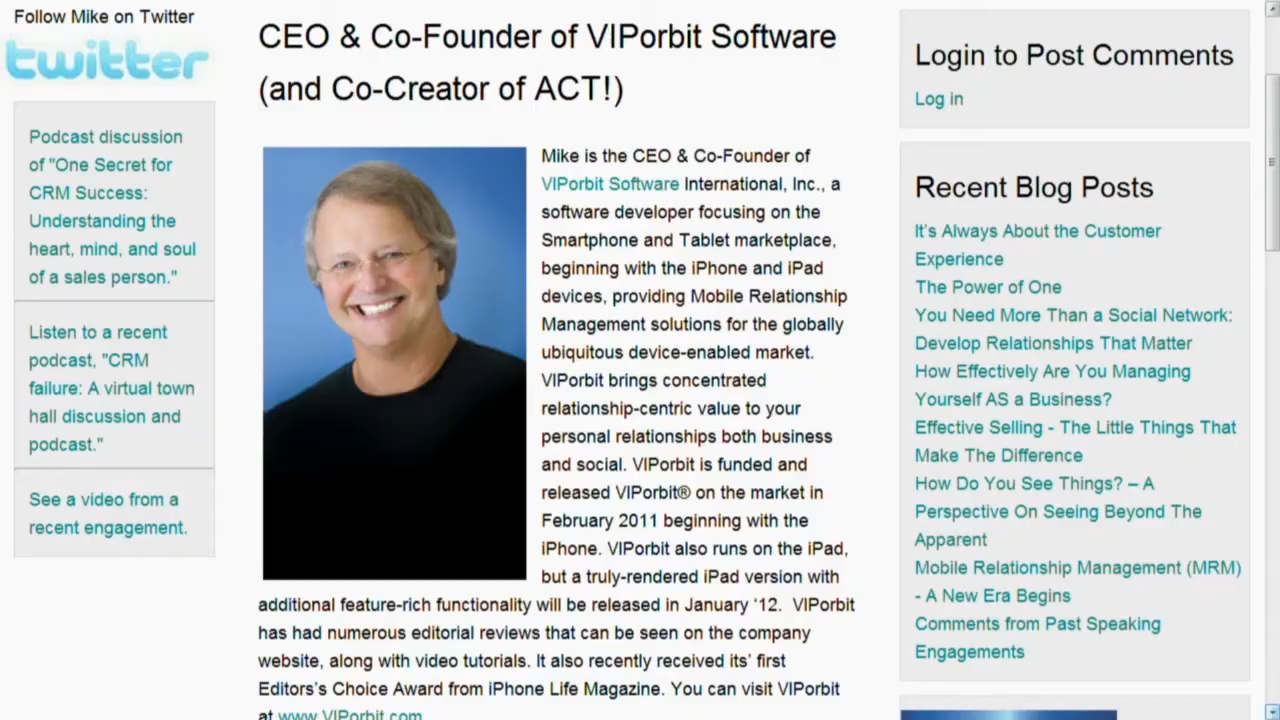 Follow Mike on Twitter
twitter
Podcast discussion
of "One Secret for
CRM Success:
Understanding the
heart, mind, and soul
of a sales person."
Listen to a recent
podcast, "CRM
failure: A virtual town
hall discussion and
podcast."
See a video from a
recent engagement.
CEO & Co-Founder of VIPorbit Software
(and Co-Creator of ACT!)
Mike is the CEO & Co-Founder of
VIPorbit Software International, Inc., a
software developer focusing on the
Smartphone and Tablet marketplace,
beginning with the iPhone and iPad
devices, providing Mobile Relationship
Management solutions for the globally
ubiquitous device-enabled market.
VIPorbit brings concentrated
relationship-centric value to your
personal relationships both business
and social. VIPorbit is funded and
released VIPorbit® on the market in
February 2011 beginning with the
iPhone. VIPorbit also runs on the iPad,
but a truly-rendered iPad version with
additional feature-rich functionality will be released in January ‘12. VIPorbit
has had numerous editorial reviews that can be seen on the company
website, along with video tutorials. It also recently received its’ first
Editors’s Choice Award from iPhone Life Magazine. You can visit VIPorbit
at www.VIPorbit.com
Login to Post Comments
Log in
Recent Blog Posts
It’s Always About the Customer
Experience
The Power of One
You Need More Than a Social Network:
Develop Relationships That Matter
How Effectively Are You Managing
Yourself AS a Business?
Effective Selling - The Little Things That
Make The Difference
How Do You See Things? – A
Perspective On Seeing Beyond The
Apparent
Mobile Relationship Management (MRM)
- A New Era Begins
Comments from Past Speaking
Engagements